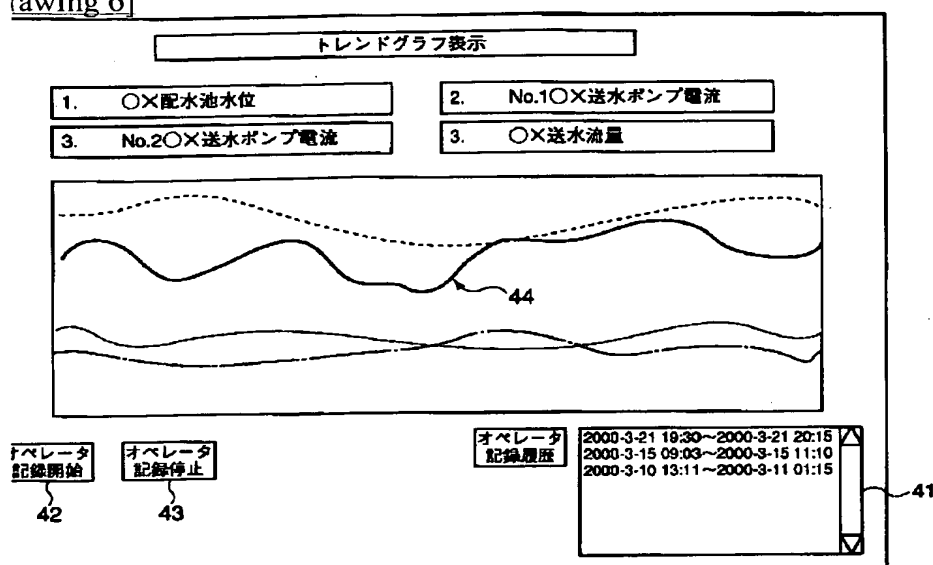 rawing 6]
トレンドグラフ表示
1. ○×配水池水位
2. No.1○×送水ポンプ電流
3. No.2○×送水ポンプ電流
3. ○×送水流量
44
オペレータ
記録開始
オペレータ
記録停止
オペレータ
記録履歴
2000-3-21 19:30～2000-3-21 20:15
2000-3-15 09:03～2000-3-15 11:10
2000-3-10 13:11～2000-3-11 01:15
41
42
43